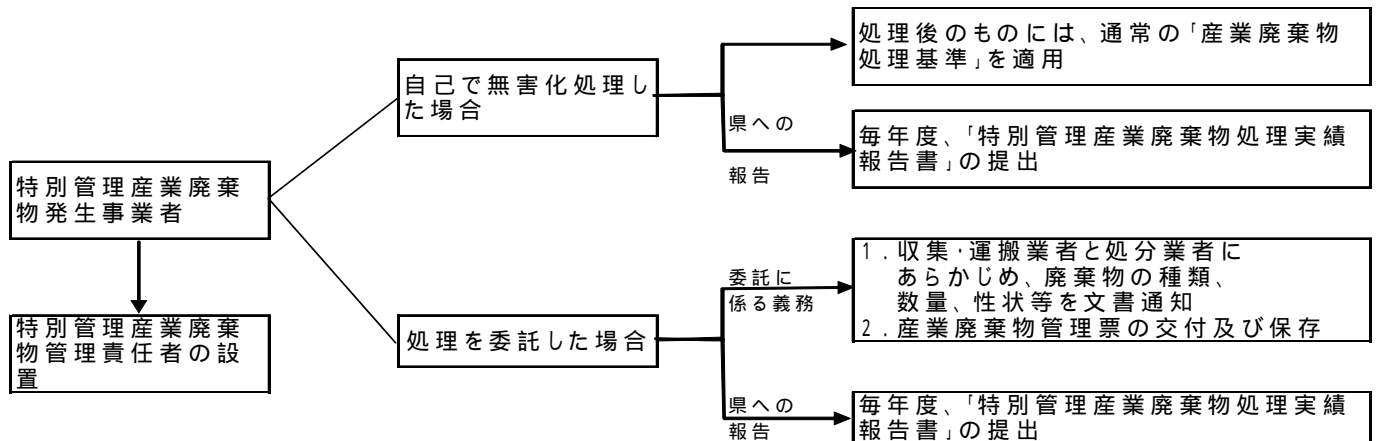 特別管理産業廃棄
物発生事業者
特別管理産業廃棄
物管理責任者の設
置
自己で無害化処理し
た場合
処理後のものには、通常の「産業廃棄物
処理基準」を適用
県への
報告
毎年度、「特別管理産業廃棄物処理実績
報告書」の提出
処理を委託した場合
委託に
係る義務
1.収集・運搬業者と処分業者に
あらかじめ、廃棄物の種類、
数量、性状等を文書通知
2.産業廃棄物管理票の交付及び保存
県への
報告
毎年度、「特別管理産業廃棄物処理実績
報告書」の提出